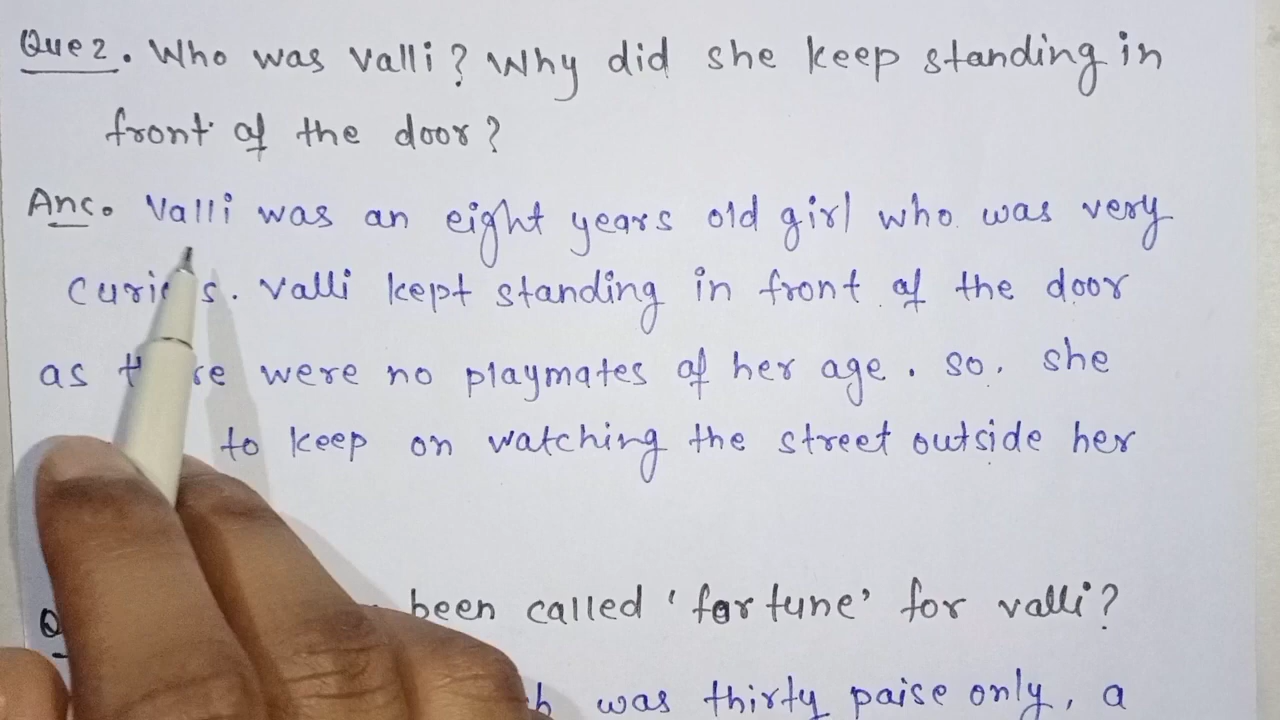 Que 2. Who was Valli? Why did she keep standing in
front of the door?
Anc. Valli was an eight years old girl who was very
Valli kept standing in front of the door
as were no playmates of her age. so. she
to keep on watching the street outside her
been called 'fortune' for valli?
was thirty paise only, a